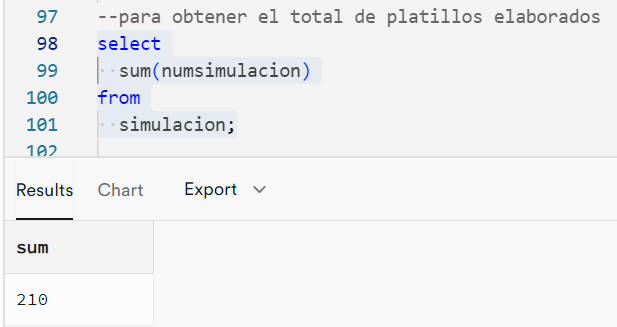 97 --para obtener el total de platillos elaborados
98 select
99 sum(numsimulacion)
100 from
101 simulacion;
102
Results Chart Export
sum
210